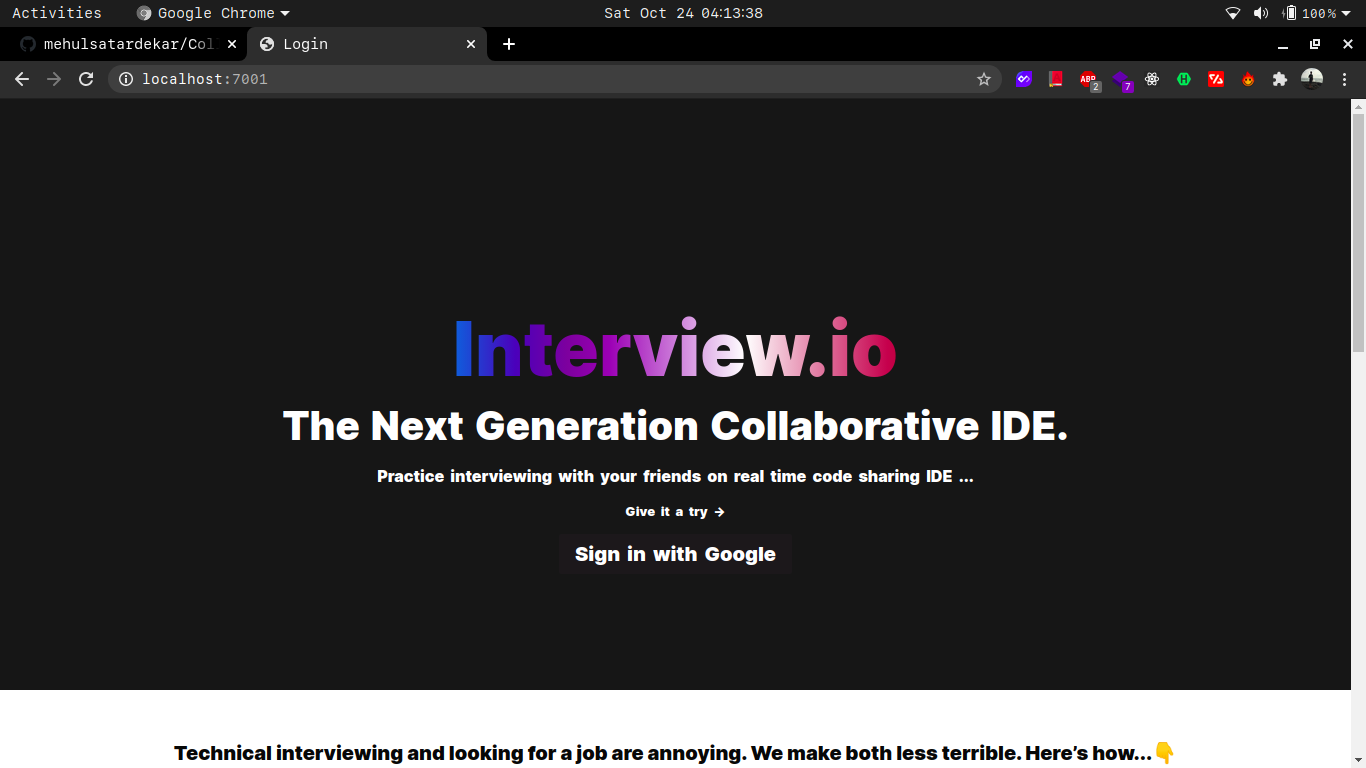 Activities Google Chrome Sat Oct 24 04:13:38 100%
mehulsatardekar/Col Login
localhost:7001 ABP 2 7
Interview.io
The Next Generation Collaborative IDE.
Practice interviewing with your friends on real time code sharing IDE ...
Give it a try →
Sign in with Google
Technical interviewing and looking for a job are annoying. We make both less terrible. Here’s how...👇